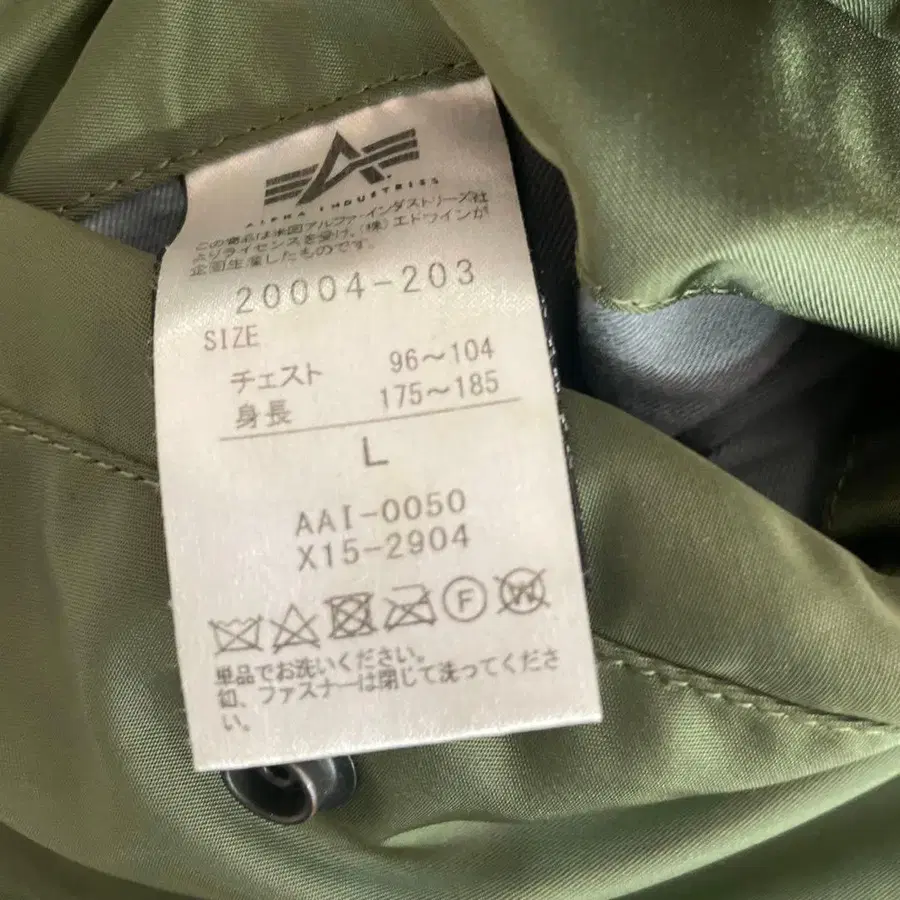 ALPHA INDUSTRIES
この商品は米国アルファ・インダストリーズ社
よりライセンスを受け、(株)エドウインが
企画生産したものです。
20004-203
SIZE
チェスト 96～104
身長 175～185
L
AAI-0050
X15-2904
F W
単品でお洗いください。
釦、ファスナーは閉じて洗ってくださ
い。